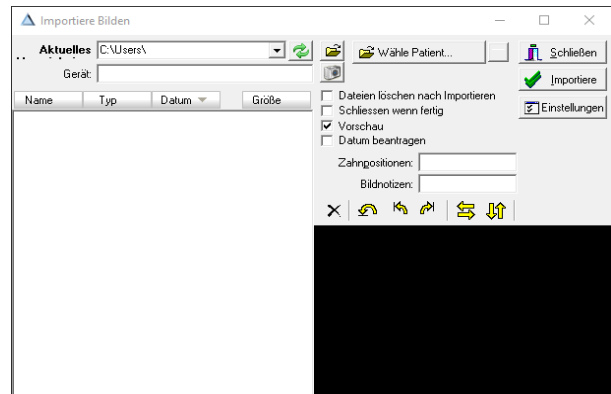 Importiere Bilden
Aktuelles C:\Users\
Wähle Patient...
Schließen
Gerät:
Importiere
Name Typ Datum Größe
Einstellungen
Dateien löschen nach Importieren
Schliessen wenn fertig
Vorschau
Datum beantragen
Zahnpositionen:
Bildnotizen: